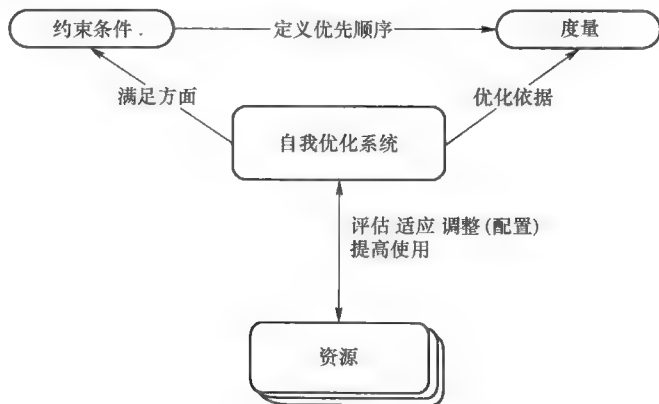 约束条件 .
定义优先顺序
度量
满足方面
优化依据
自我优化系统
评估 适应 调整 (配置)
提高使用
资源